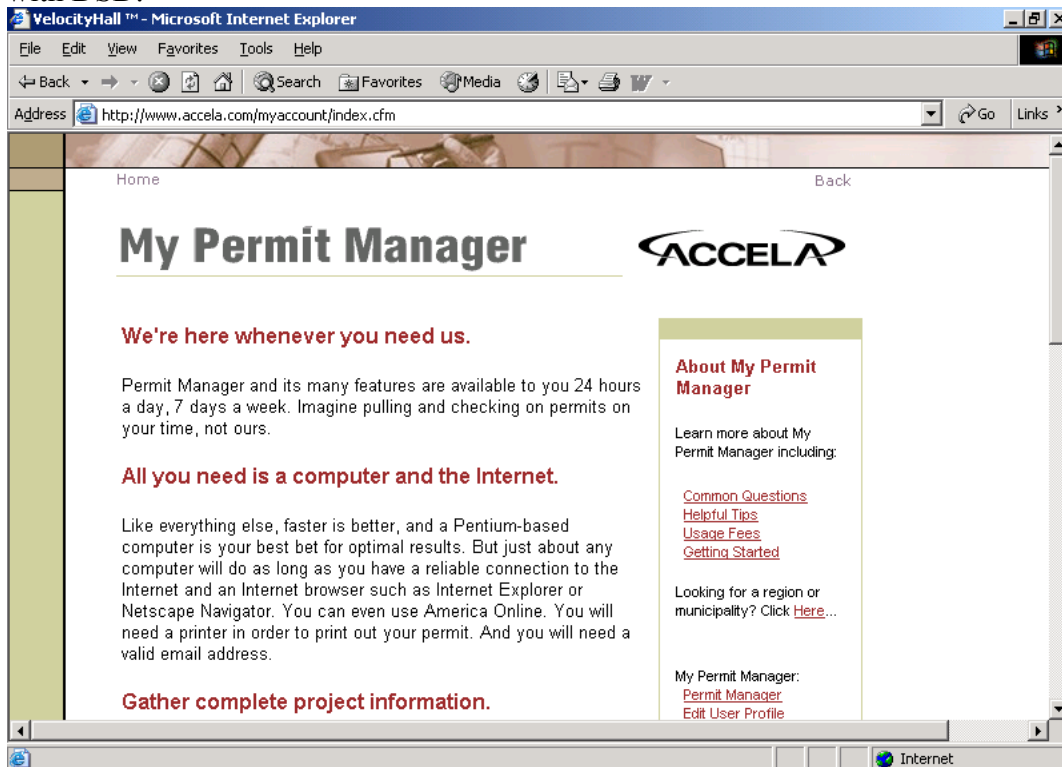 VelocityHall ™ - Microsoft Internet Explorer
File Edit View Favorites Tools Help
Back Search Favorites Media
Address http://www.accela.com/myaccount/index.cfm Go Links
Home Back
My Permit Manager
ACCELA
We're here whenever you need us.
Permit Manager and its many features are available to you 24 hours
a day, 7 days a week. Imagine pulling and checking on permits on
your time, not ours.
All you need is a computer and the Internet.
Like everything else, faster is better, and a Pentium-based
computer is your best bet for optimal results. But just about any
computer will do as long as you have a reliable connection to the
Internet and an Internet browser such as Internet Explorer or
Netscape Navigator. You can even use America Online. You will
need a printer in order to print out your permit. And you will need a
valid email address.
Gather complete project information.
About My Permit
Manager
Learn more about My
Permit Manager including:
Common Questions
Helpful Tips
Usage Fees
Getting Started
Looking for a region or
municipality? Click Here...
My Permit Manager:
Permit Manager
Edit User Profile
Internet